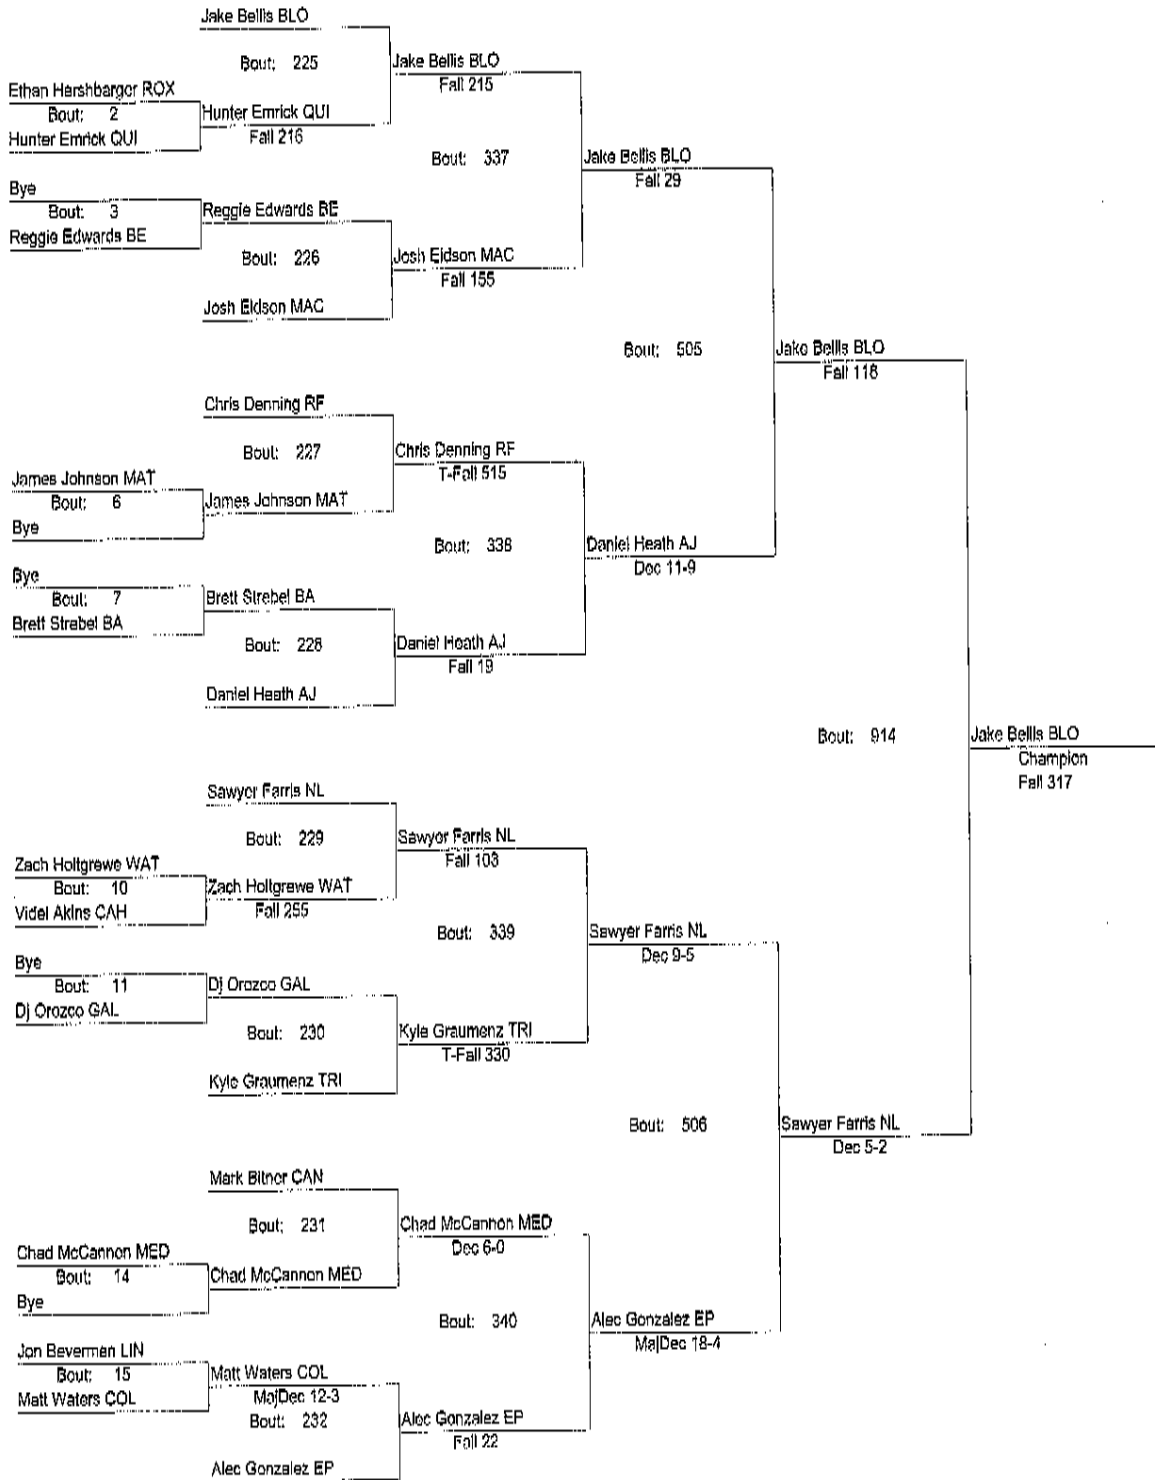 Jake Bellis BLO
Bout: 225
Jake Bellis BLO
Fall 215
Ethan Hershbarger ROX
Bout: 2
Hunter Emrick QUI
Hunter Emrick QUI
Fall 216
Bout: 337
Jake Bellis BLO
Fall 29
Bye
Bout: 3
Reggie Edwards BE
Reggie Edwards BE
Bout: 226
Josh Eidson MAC
Fall 155
Josh Eidson MAC
Bout: 505
Jake Bellis BLO
Fall 118
Chris Denning RF
Bout: 227
Chris Denning RF
T-Fall 515
James Johnson MAT
Bout: 6
Bye
James Johnson MAT
Bout: 338
Daniel Heath AJ
Dec 11-9
Bye
Bout: 7
Brett Strebel BA
Brett Strebel BA
Bout: 228
Daniel Heath AJ
Fall 19
Daniel Heath AJ
Bout: 914
Jake Bellis BLO
Champion
Fall 317
Sawyer Farris NL
Bout: 229
Sawyer Farris NL
Fall 103
Zach Holtgrewe WAT
Bout: 10
Videl Akins CAH
Zach Holtgrewe WAT
Fall 255
Bout: 339
Sawyer Farris NL
Dec 9-5
Bye
Bout: 11
Dj Orozco GAL
Dj Orozco GAL
Bout: 230
Kyle Graumenz TRI
T-Fall 330
Kyle Graumenz TRI
Bout: 506
Sawyer Farris NL
Dec 5-2
Mark Bitner CAN
Bout: 231
Chad McCannon MED
Dec 6-0
Chad McCannon MED
Bout: 14
Bye
Chad McCannon MED
Bout: 340
Alec Gonzalez EP
MajDec 18-4
Jon Beverman LIN
Bout: 15
Matt Waters COL
Matt Waters COL
MajDec 12-3
Bout: 232
Alec Gonzalez EP
Fall 22
Alec Gonzalez EP